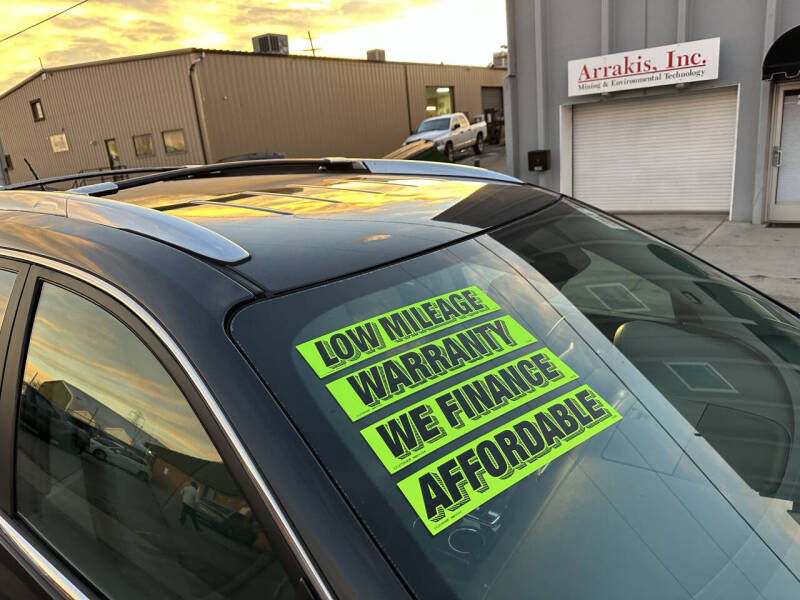 Arrakis, Inc.
Mining & Environmental Technology
LOW MILEAGE
WARRANTY
WE FINANCE
AFFORDABLE